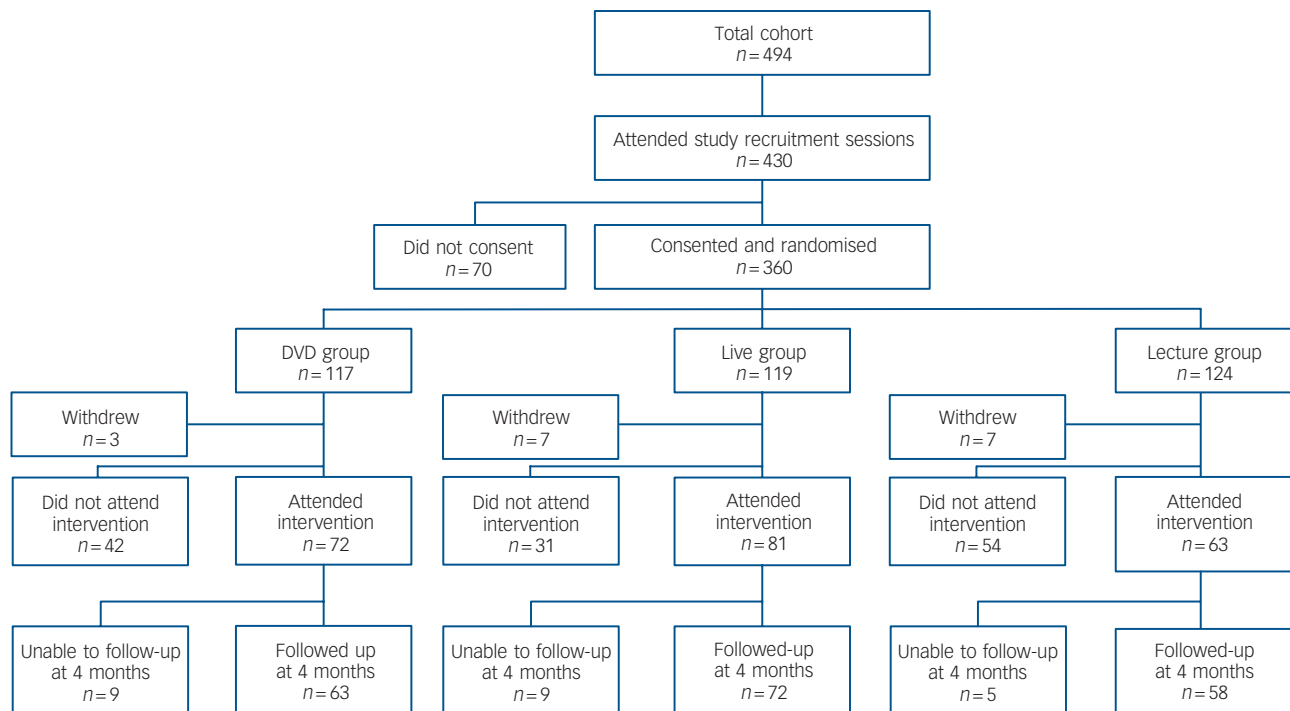 Total cohort
n=494
Attended study recruitment sessions
n=430
Did not consent
n=70
Consented and randomised
n=360
DVD group
n=117
Live group
n=119
Lecture group
n=124
Withdrew
n=3
Withdrew
n=7
Withdrew
n=7
Did not attend
intervention
n=42
Attended
intervention
n=72
Did not attend
intervention
n=31
Attended
intervention
n=81
Did not attend
intervention
n=54
Attended
intervention
n=63
Unable to follow-up
at 4 months
n=9
Followed up
at 4 months
n=63
Unable to follow-up
at 4 months
n=9
Followed-up
at 4 months
n=72
Unable to follow-up
at 4 months
n=5
Followed-up
at 4 months
n=58